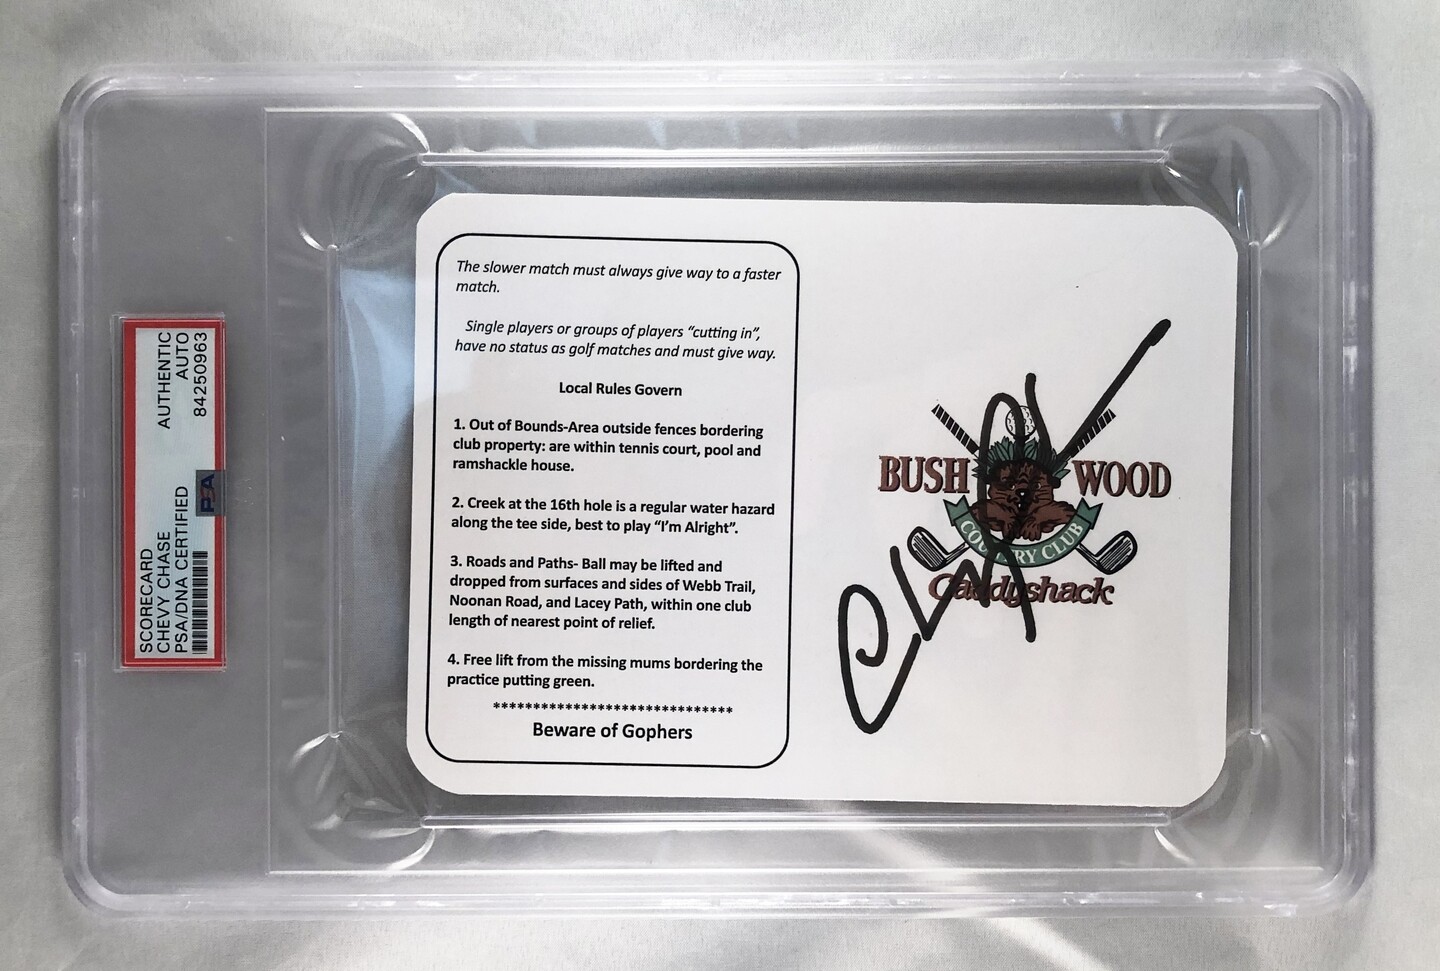 SCORECARD
CHEVY CHASE
PSA/DNA CERTIFIED
AUTHENTIC
AUTO
84250963
PSA
The slower match must always give way to a faster
match.
Single players or groups of players “cutting in”,
have no status as golf matches and must give way.
Local Rules Govern
1. Out of Bounds-Area outside fences bordering
club property: are within tennis court, pool and
ramshackle house.
2. Creek at the 16th hole is a regular water hazard
along the tee side, best to play “I’m Alright”.
3. Roads and Paths- Ball may be lifted and
dropped from surfaces and sides of Webb Trail,
Noonan Road, and Lacey Path, within one club
length of nearest point of relief.
4. Free lift from the missing mums bordering the
practice putting green.
******************************
Beware of Gophers
BUSH WOOD
COUNTRY CLUB
Caddyshack